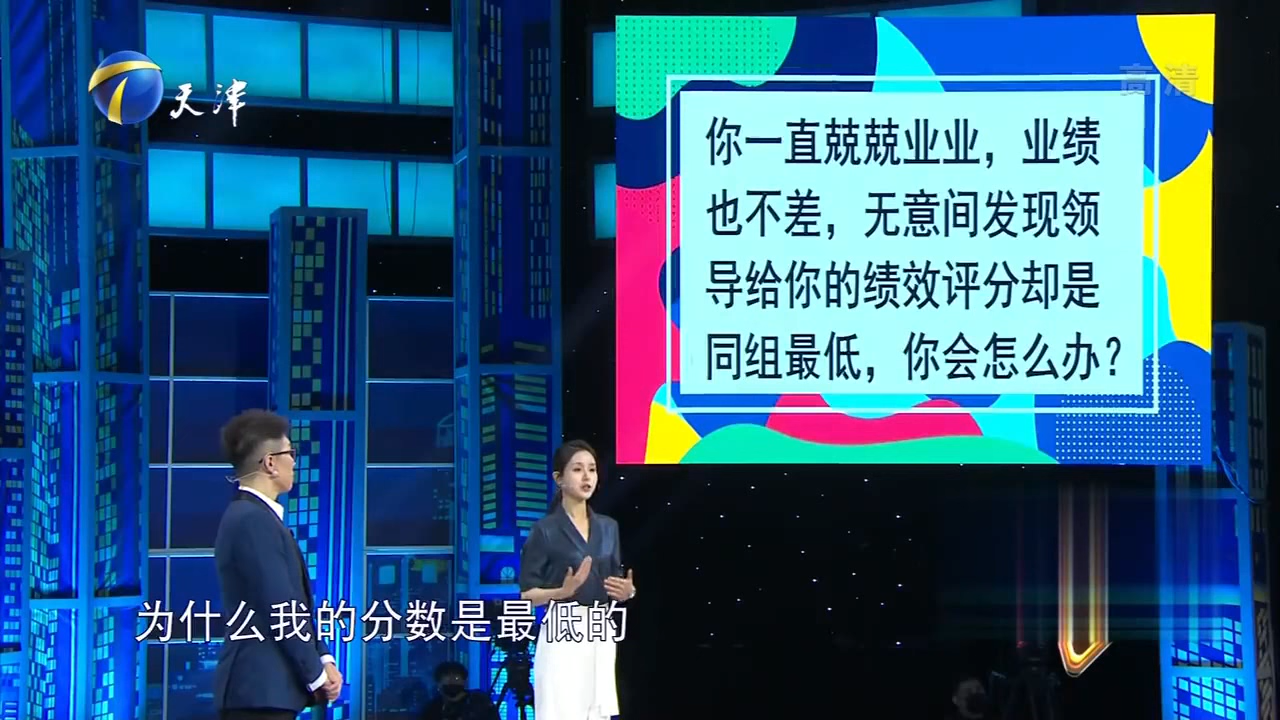 天津
高清
你一直兢兢业业，业绩
也不差，无意间发现领
导给你的绩效评分却是
同组最低，你会怎么办？
为什么我的分数是最低的